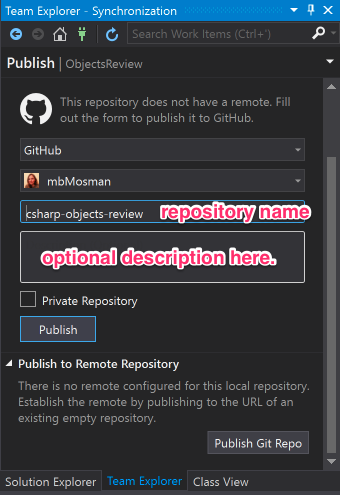 Team Explorer - Synchronization
Search Work Items (Ctrl+')
Publish | ObjectsReview
This repository does not have a remote. Fill
out the form to publish it to GitHub.
GitHub
mbMosman
csharp-objects-review repository name
optional description here.
Private Repository
Publish
Publish to Remote Repository
There is no remote configured for this local repository.
Establish the remote by publishing to the URL of an
existing empty repository.
Publish Git Repo
Solution Explorer Team Explorer Class View